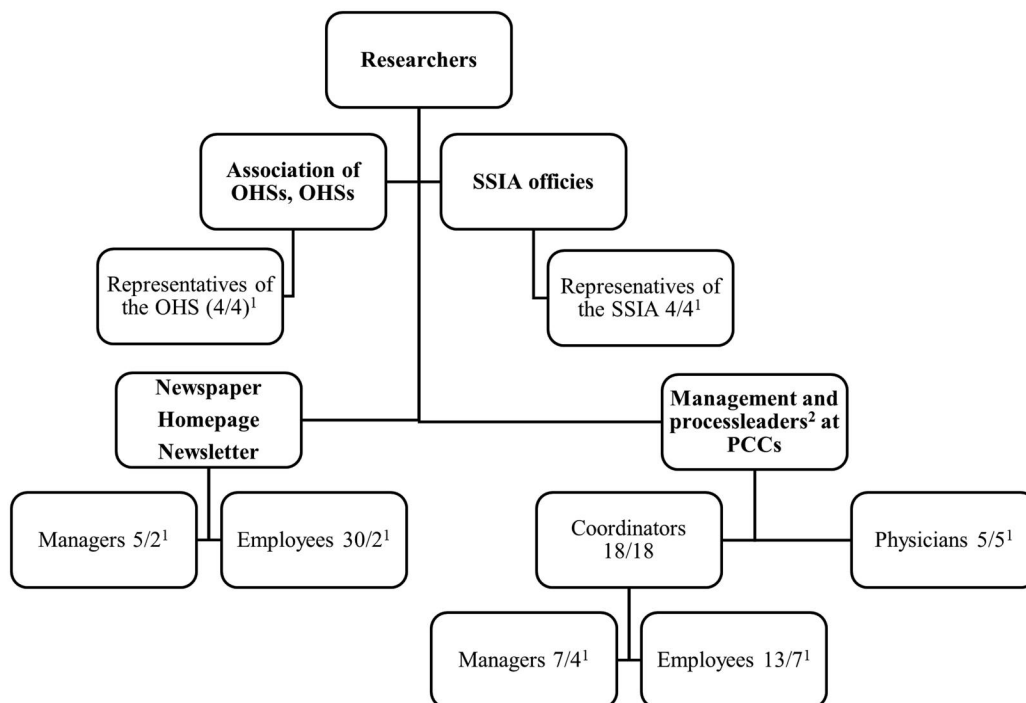 Researchers
Association of
OHSs, OHSs
SSIA officies
Representatives of
the OHS (4/4)¹
Represenatives of
the SSIA 4/4¹
Newspaper
Homepage
Newsletter
Management and
processleaders² at
PCCs
Managers 5/2¹
Employees 30/2¹
Coordinators
18/18
Physicians 5/5¹
Managers 7/4¹
Employees 13/7¹